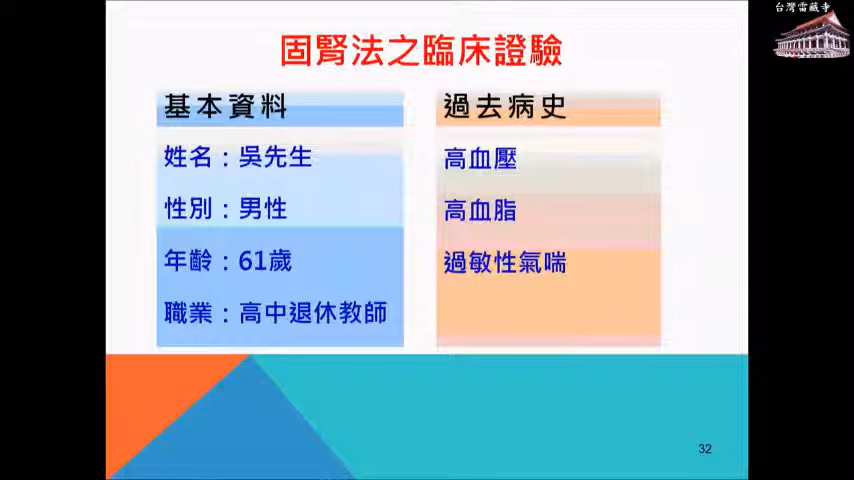 台灣雷藏寺
固腎法之臨床證驗
基本資料
姓名：吳先生
性別：男性
年齡：61歲
職業：高中退休教師
過去病史
高血壓
高血脂
過敏性氣喘
32